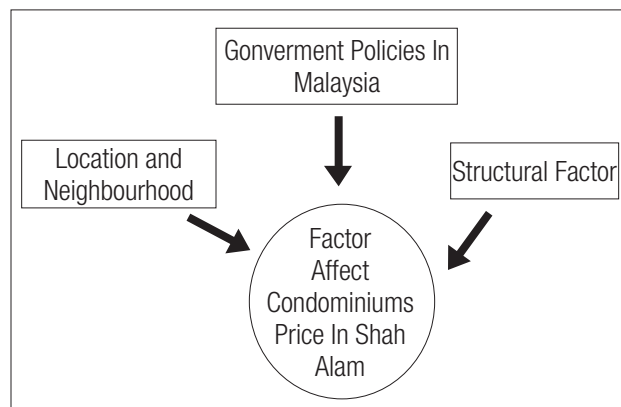 Gonverment Policies In
Malaysia
Location and
Neighbourhood
Structural Factor
Factor
Affect
Condominiums
Price In Shah
Alam